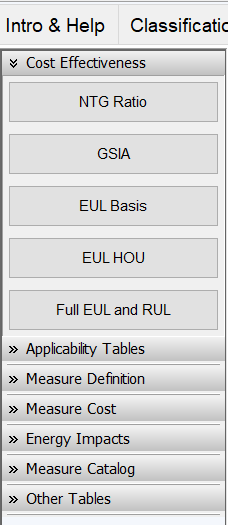 Intro & Help Classificatio
Cost Effectiveness
NTG Ratio
GSIA
EUL Basis
EUL HOU
Full EUL and RUL
Applicability Tables
Measure Definition
Measure Cost
Energy Impacts
Measure Catalog
Other Tables